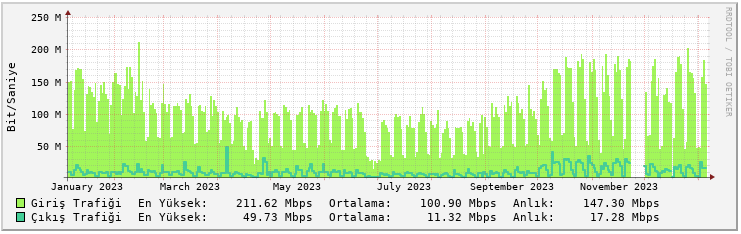 250 M
200 M
150 M
100 M
50 M
Bit/Saniye
RRDTOOL / TOBI OETIKER
January 2023 March 2023 May 2023 July 2023 September 2023 November 2023
Giriş Trafiği En Yüksek: 211.62 Mbps Ortalama: 100.90 Mbps Anlık: 147.30 Mbps
Çıkış Trafiği En Yüksek: 49.73 Mbps Ortalama: 11.32 Mbps Anlık: 17.28 Mbps